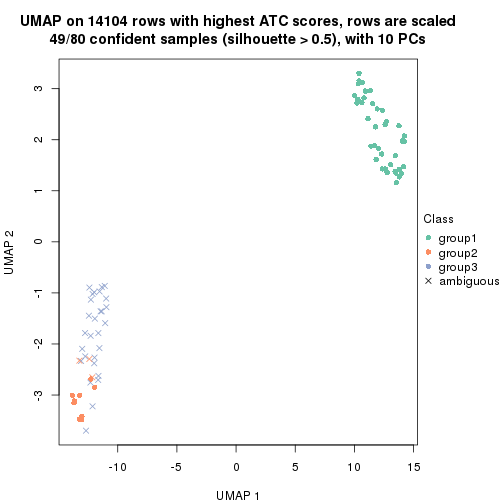 UMAP on 14104 rows with highest ATC scores, rows are scaled
49/80 confident samples (silhouette > 0.5), with 10 PCs
3
2
1
0
-1
-2
-3
UMAP 2
-10
-5
0
5
10
15
UMAP 1
Class
group1
group2
group3
ambiguous